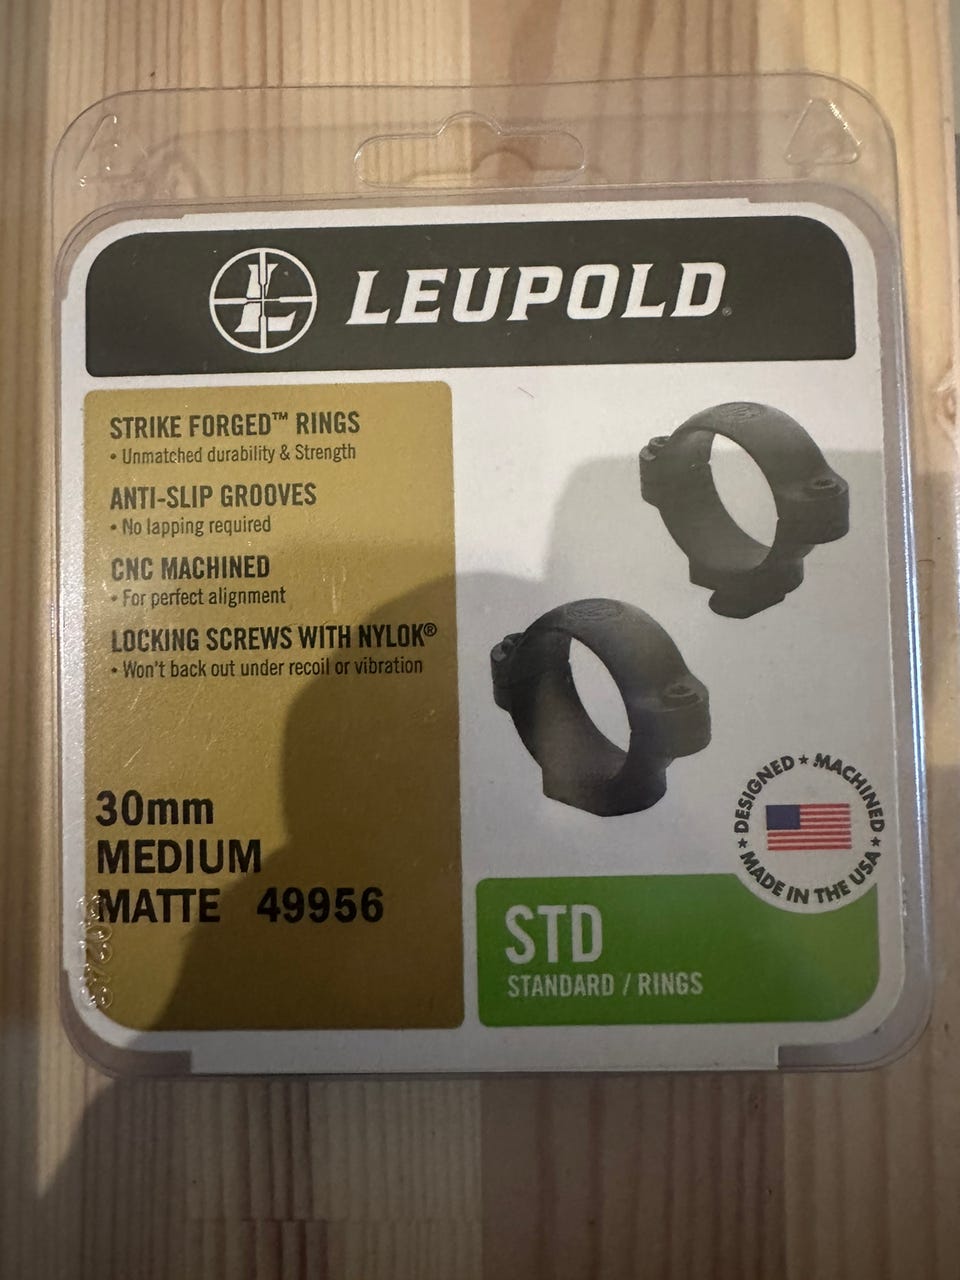 LEUPOLD
STRIKE FORGED™ RINGS
• Unmatched durability & Strength
ANTI-SLIP GROOVES
• No lapping required
CNC MACHINED
• For perfect alignment
LOCKING SCREWS WITH NYLOK®
• Won't back out under recoil or vibration
30mm
MEDIUM
MATTE 49956
DESIGNED ★ MACHINED
★ MADE IN THE USA ★
STD
STANDARD / RINGS